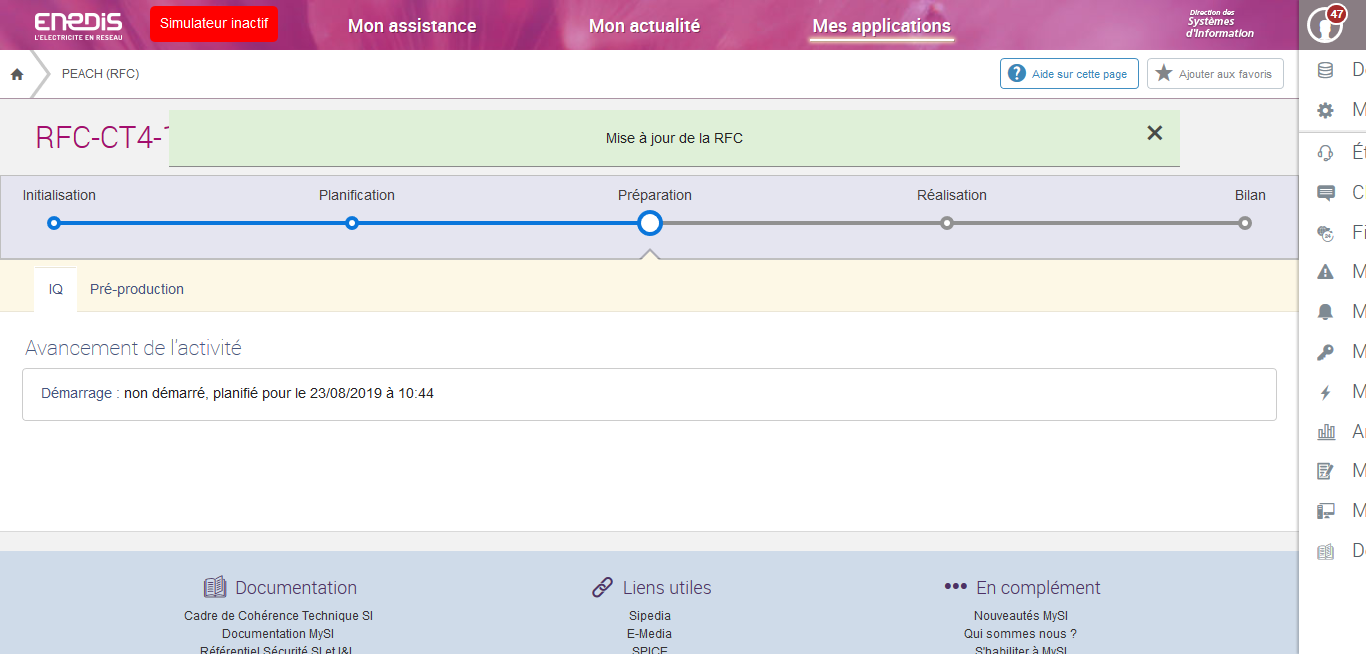 ENEDIS
L'ELECTRICITE EN RESEAU
Simulateur inactif
Mon assistance
Mon actualité
Mes applications
Direction des
Systèmes
d'Information
47
PEACH (RFC)
Aide sur cette page
Ajouter aux favoris
RFC-CT4-
Mise à jour de la RFC
Initialisation
Planification
Préparation
Réalisation
Bilan
IQ
Pré-production
Avancement de l'activité
Démarrage : non démarré, planifié pour le 23/08/2019 à 10:44
Documentation
Cadre de Cohérence Technique SI
Documentation MySI
Référentiel Sécurité SI et I&I
Liens utiles
Sipedia
E-Media
SPICE
En complément
Nouveautés MySI
Qui sommes nous ?
S'habiliter à MySI
D
M
Ét
C
Fi
M
M
M
M
A
M
M
D